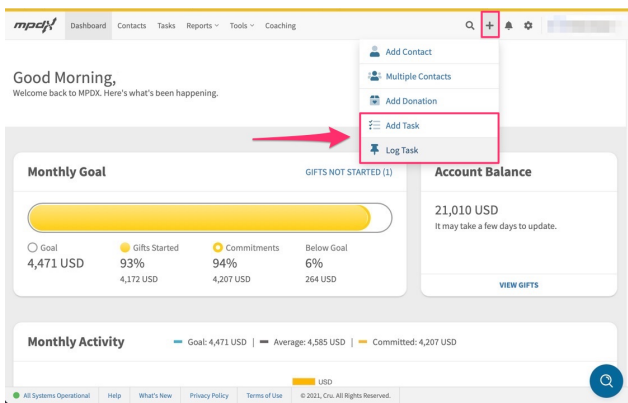 mpdx
Dashboard Contacts Tasks Reports Tools Coaching
Add Contact
Multiple Contacts
Add Donation
Add Task
Log Task
Good Morning,
Welcome back to MPDX. Here's what's been happening.
Monthly Goal
GIFTS NOT STARTED (1)
Goal
4,471 USD
Gifts Started
93%
4,172 USD
Commitments
94%
4,207 USD
Below Goal
6%
264 USD
Account Balance
21,010 USD
It may take a few days to update.
VIEW GIFTS
Monthly Activity
Goal: 4,471 USD | Average: 4,585 USD | Committed: 4,207 USD
USD
All Systems Operational Help What's New Privacy Policy Terms of Use © 2021, Cru. All Rights Reserved.